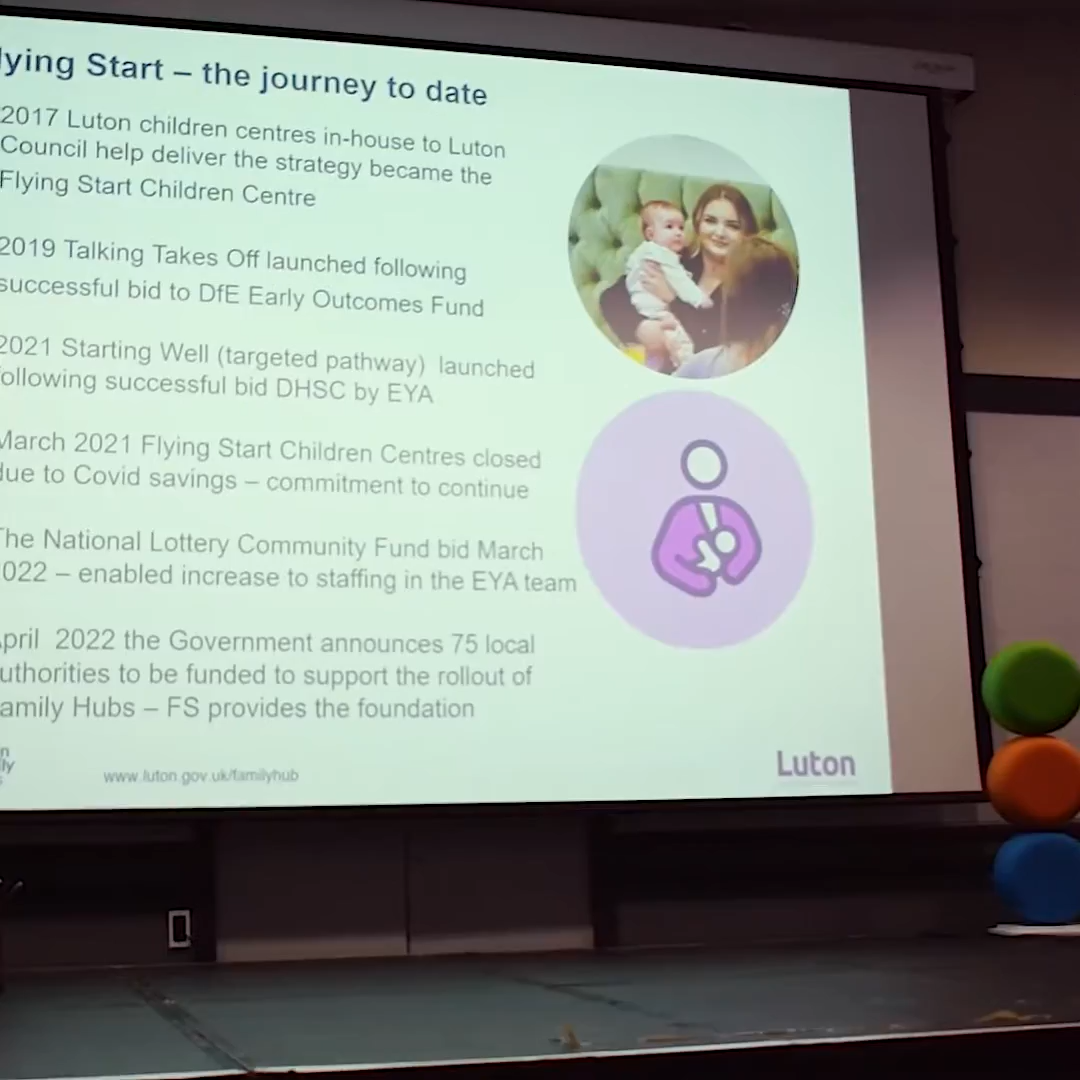 lying Start – the journey to date
2017 Luton children centres in-house to Luton
Council help deliver the strategy became the
Flying Start Children Centre
2019 Talking Takes Off launched following
successful bid to DfE Early Outcomes Fund
2021 Starting Well (targeted pathway) launched
ollowing successful bid DHSC by EYA
March 2021 Flying Start Children Centres closed
due to Covid savings – commitment to continue
The National Lottery Community Fund bid March
022 – enabled increase to staffing in the EYA team
pril 2022 the Government announces 75 local
uthorities to be funded to support the rollout of
amily Hubs – FS provides the foundation
n
ly
www.luton.gov.uk/familyhub
Luton